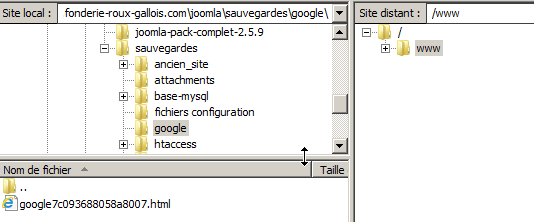 Site local : fonderie-roux-gallois.com\joomla\sauvegardes\google\
joomla-pack-complet-2.5.9
sauvegardes
ancien_site
attachments
base-mysql
fichiers configuration
google
htaccess
Nom de fichier Taille
..
google7c093688058a8007.html
Site distant : /www
/
www